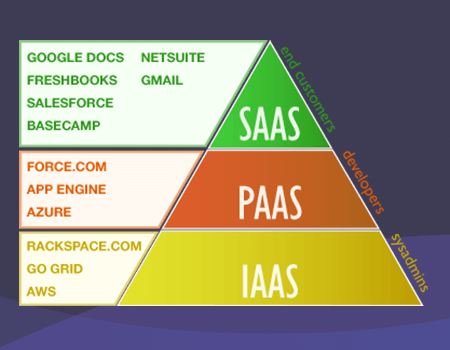 GOOGLE DOCS NETSUITE
FRESHBOOKS GMAIL
SALESFORCE
BASECAMP
SAAS
end customers
FORCE.COM
APP ENGINE
AZURE
PAAS
developers
RACKSPACE.COM
GO GRID
AWS
IAAS
sysadmins